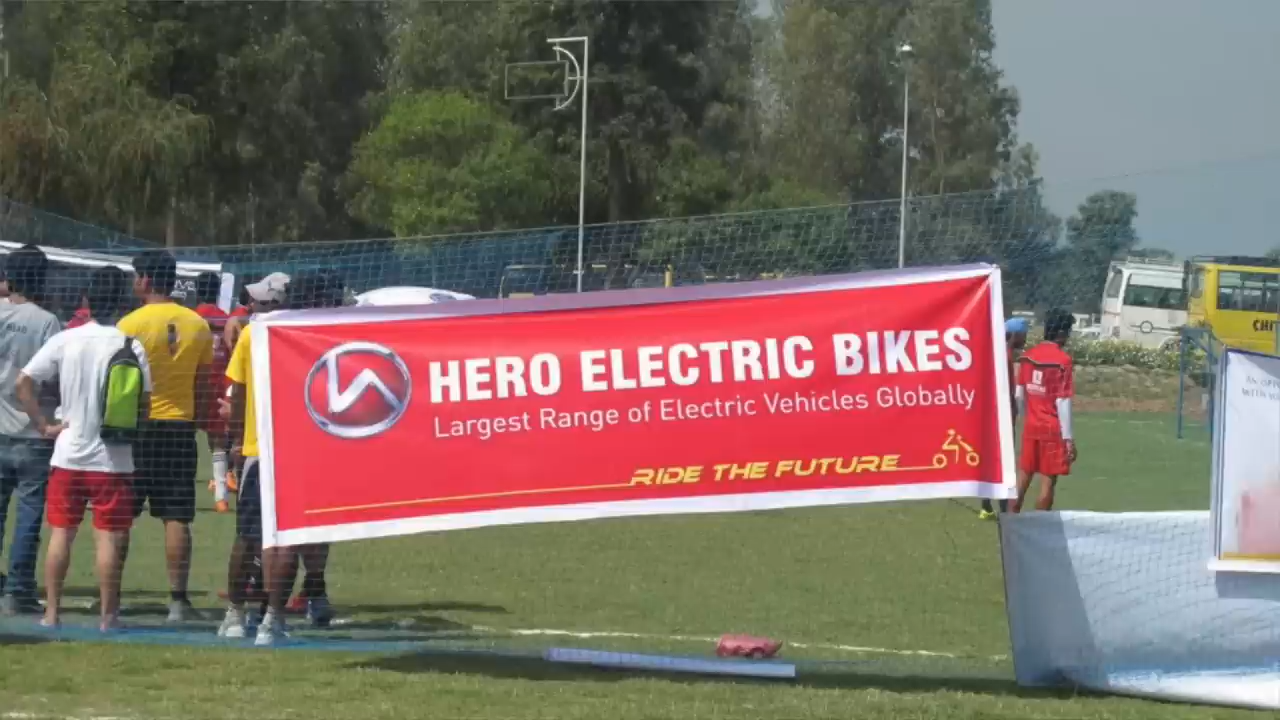 HERO ELECTRIC BIKES
Largest Range of Electric Vehicles Globally
RIDE THE FUTURE